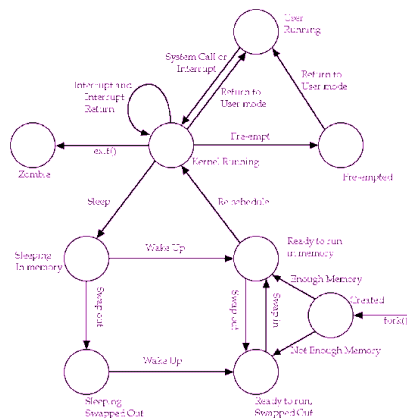 User
Running
System Call or
Interrupt
Interrupt and
Interrupt
Return
Return to
User mode
Return to
User mode
Pre-empt
exit()
Zombie
Kernel Running
Pre-empted
Sleep
Re schedule
Sleeping
In memory
Wake Up
Ready to run
in memory
Enough Memory
Created
fork()
Swap out
Swap out
Swap in
Not Enough Memory
Wake Up
Sleeping
Swapped Out
Ready to run,
Swapped Out